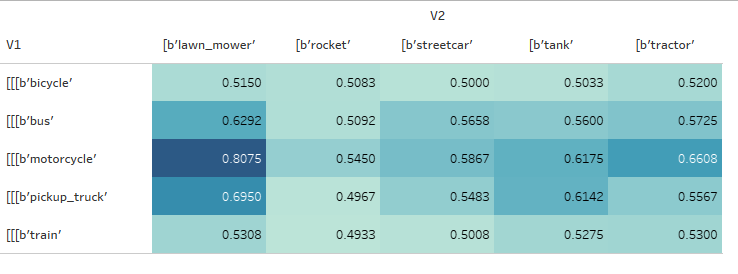 V2
V1 [b’lawn_mower’ [b’rocket’ [b’streetcar’ [b’tank’ [b’tractor’
[[[b’bicycle’ 0.5150 0.5083 0.5000 0.5033 0.5200
[[[b’bus’ 0.6292 0.5092 0.5658 0.5600 0.5725
[[[b’motorcycle’ 0.8075 0.5450 0.5867 0.6175 0.6608
[[[b’pickup_truck’ 0.6950 0.4967 0.5483 0.6142 0.5567
[[[b’train’ 0.5308 0.4933 0.5008 0.5275 0.5300